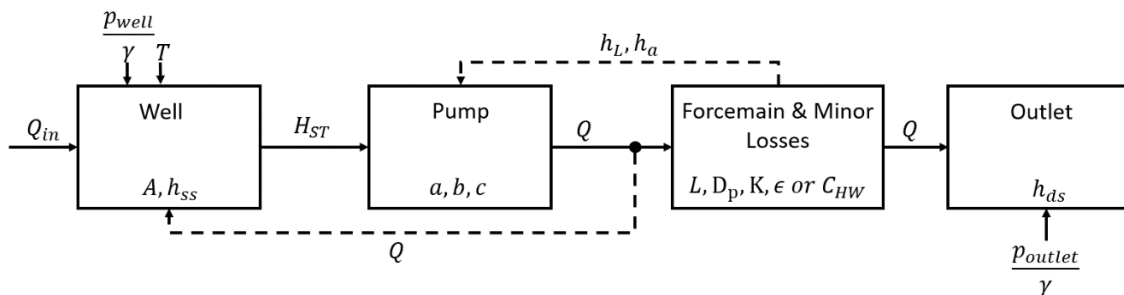 p_well
γ
T
h_L, h_a
Well
Pump
Forcemain & Minor
Losses
Outlet
Q_in
H_ST
Q
Q
A, h_ss
a, b, c
L, D_p, K, ϵ or C_HW
h_ds
Q
p_outlet
γ